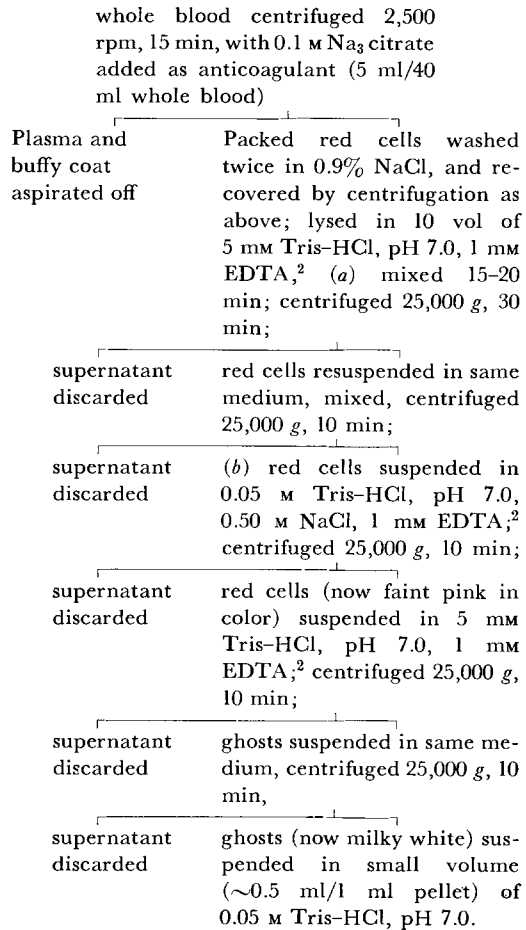 whole blood centrifuged 2,500
rpm, 15 min, with 0.1 M Na3 citrate
added as anticoagulant (5 ml/40
ml whole blood)
Plasma and
buffy coat
aspirated off
Packed red cells washed
twice in 0.9% NaCl, and re-
covered by centrifugation as
above; lysed in 10 vol of
5 mM Tris–HCl, pH 7.0, 1 mM
EDTA,2 (a) mixed 15–20
min; centrifuged 25,000 g, 30
min;
supernatant
discarded
red cells resuspended in same
medium, mixed, centrifuged
25,000 g, 10 min;
supernatant
discarded
(b) red cells suspended in
0.05 M Tris–HCl, pH 7.0,
0.50 M NaCl, 1 mM EDTA;2
centrifuged 25,000 g, 10 min;
supernatant
discarded
red cells (now faint pink in
color) suspended in 5 mM
Tris–HCl, pH 7.0, 1 mM
EDTA;2 centrifuged 25,000 g,
10 min;
supernatant
discarded
ghosts suspended in same me-
dium, centrifuged 25,000 g, 10
min,
supernatant
discarded
ghosts (now milky white) sus-
pended in small volume
(~0.5 ml/1 ml pellet) of
0.05 M Tris–HCl, pH 7.0.